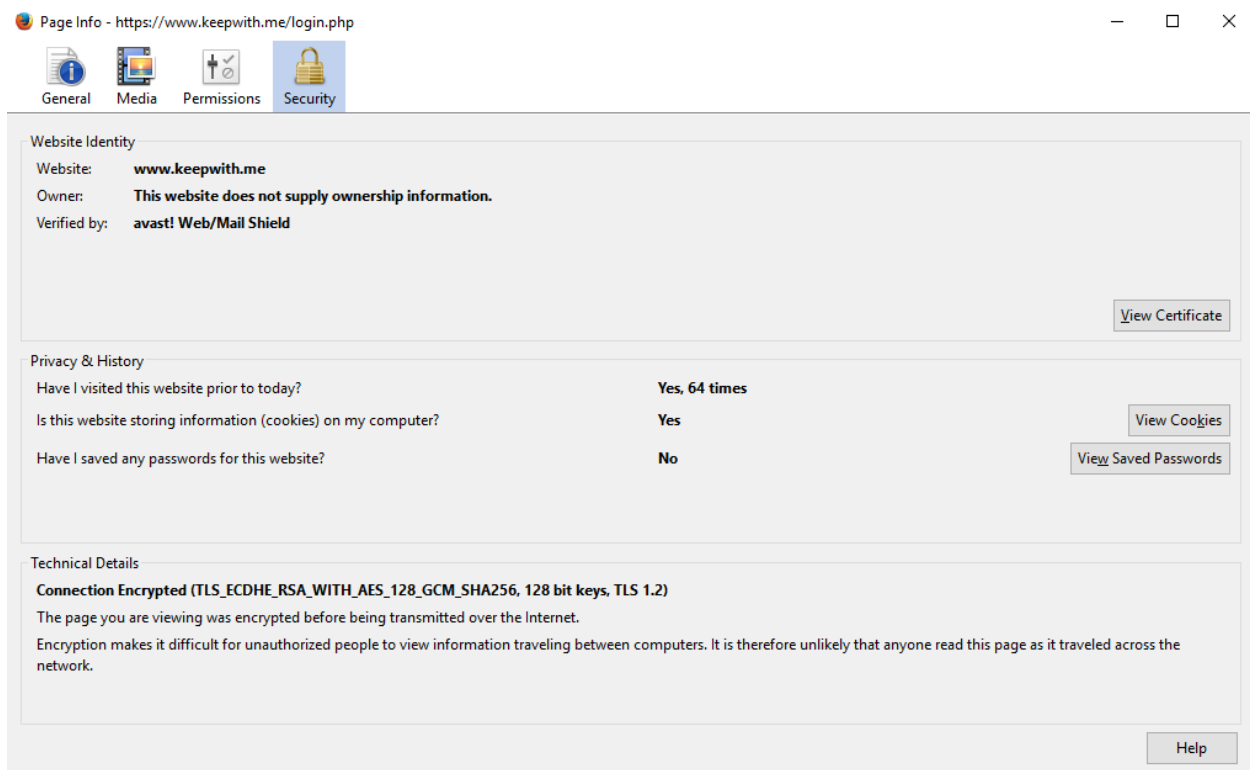 Page Info - https://www.keepwith.me/login.php
General Media Permissions Security
Website Identity
Website: www.keepwith.me
Owner: This website does not supply ownership information.
Verified by: avast! Web/Mail Shield
View Certificate
Privacy & History
Have I visited this website prior to today? Yes, 64 times
Is this website storing information (cookies) on my computer? Yes View Cookies
Have I saved any passwords for this website? No View Saved Passwords
Technical Details
Connection Encrypted (TLS_ECDHE_RSA_WITH_AES_128_GCM_SHA256, 128 bit keys, TLS 1.2)
The page you are viewing was encrypted before being transmitted over the Internet.
Encryption makes it difficult for unauthorized people to view information traveling between computers. It is therefore unlikely that anyone read this page as it traveled across the
network.
Help